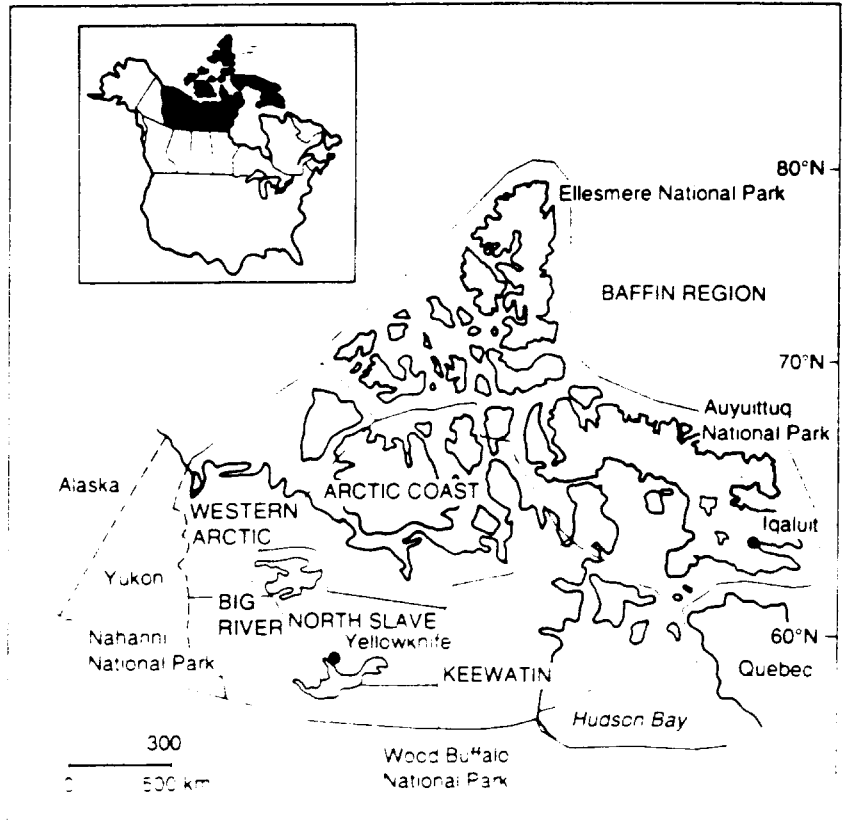 80°N
Ellesmere National Park
BAFFIN REGION
70°N
Auyuittuq
National Park
Alaska
ARCTIC COAST
WESTERN
ARCTIC
Iqaluit
Yukon
BIG
RIVER
NORTH SLAVE
Yellowknife
60°N
Nahanni
National Park
KEEWATIN
Quebec
Hudson Bay
300
0 500 km
Wood Buffalo
National Park